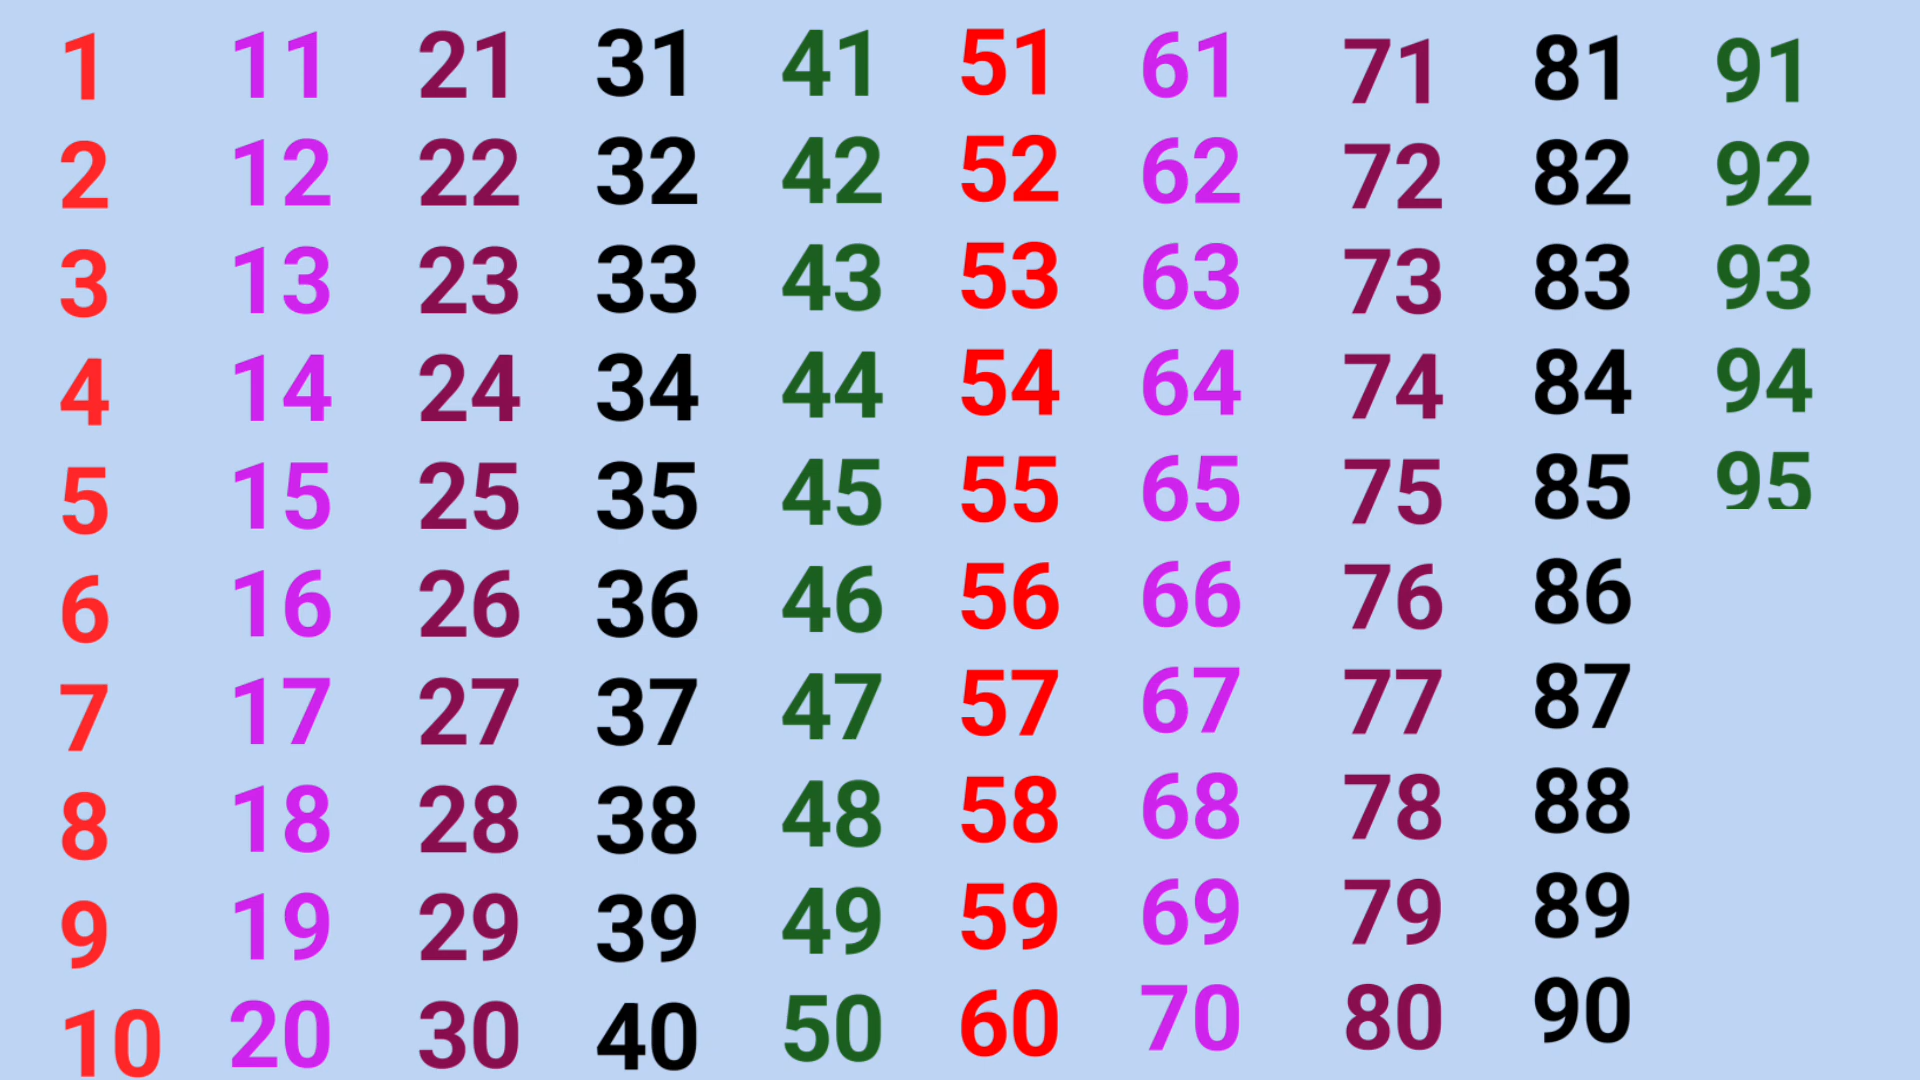 1 11 21 31 41 51 61 71 81 91
2 12 22 32 42 52 62 72 82 92
3 13 23 33 43 53 63 73 83 93
4 14 24 34 44 54 64 74 84 94
5 15 25 35 45 55 65 75 85 95
6 16 26 36 46 56 66 76 86
7 17 27 37 47 57 67 77 87
8 18 28 38 48 58 68 78 88
9 19 29 39 49 59 69 79 89
10 20 30 40 50 60 70 80 90